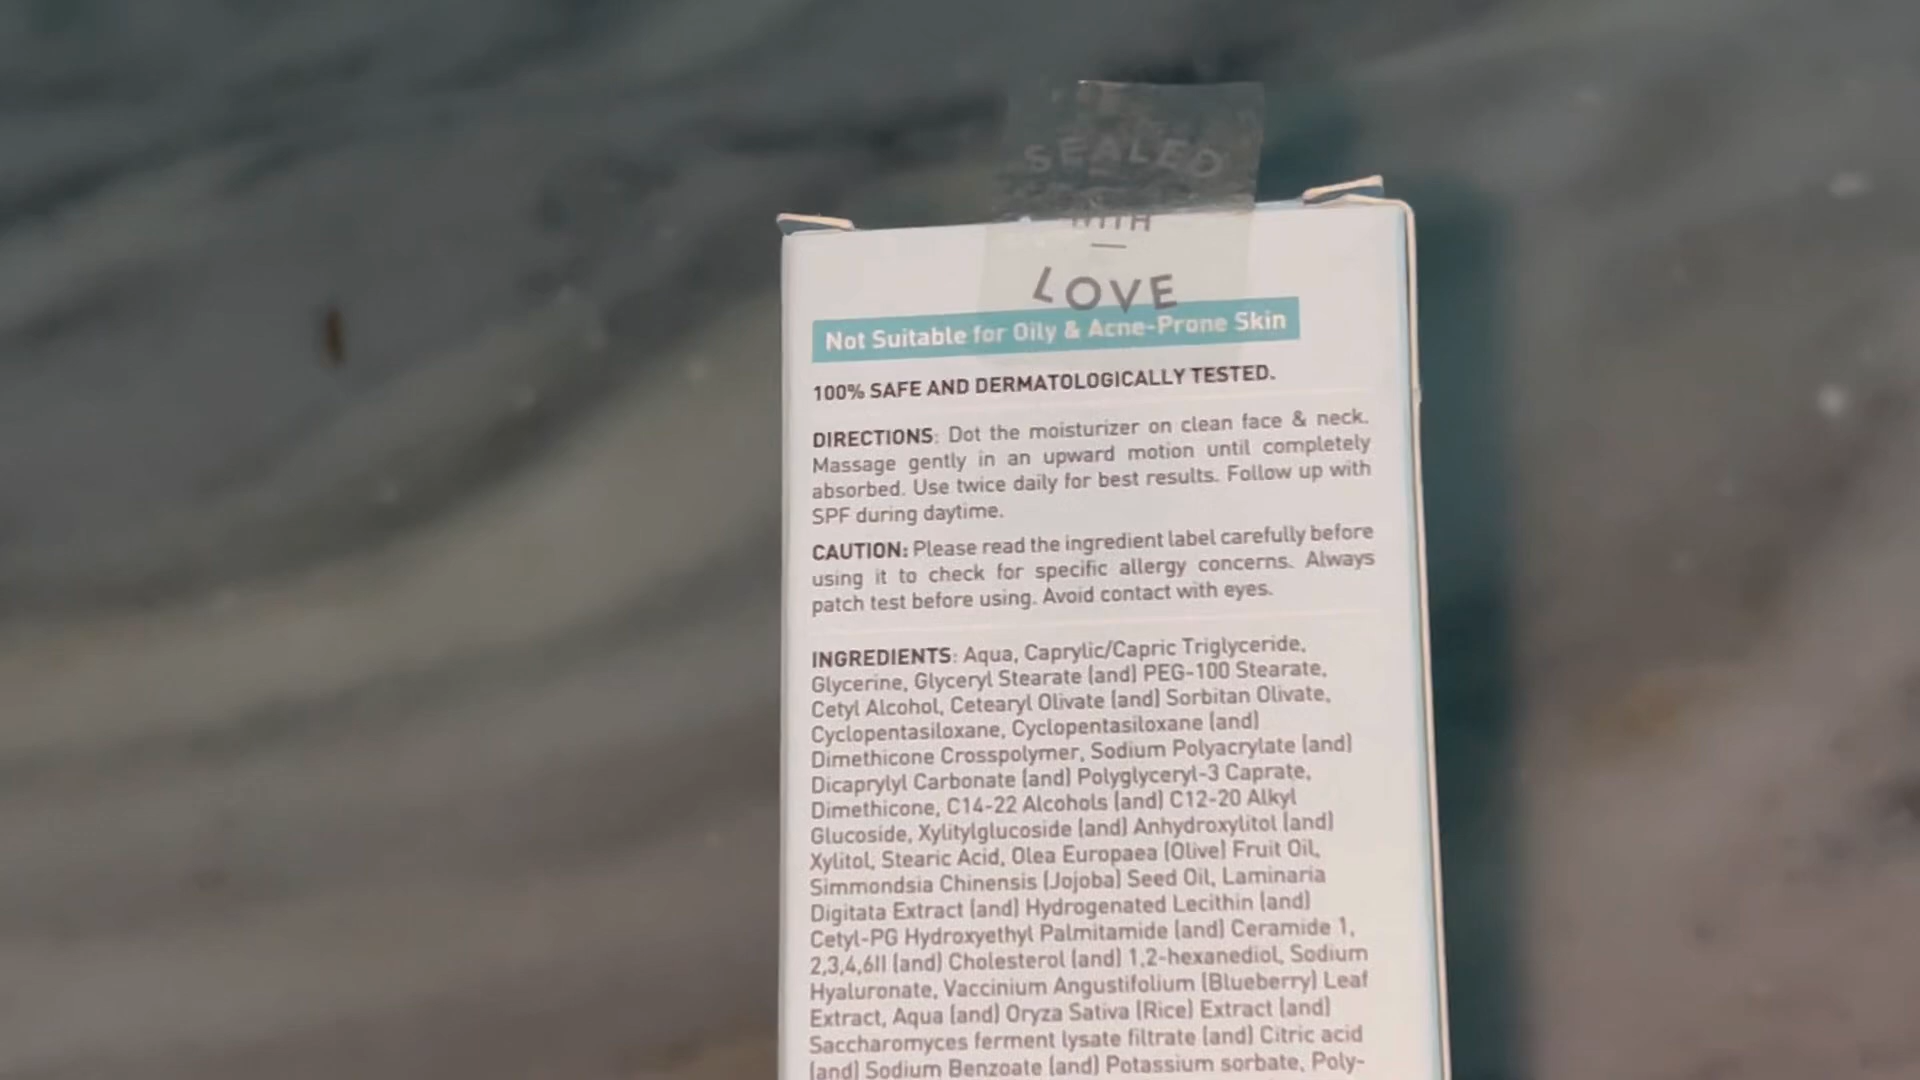 SEALED
WITH
LOVE
Not Suitable for Oily & Acne-Prone Skin
100% SAFE AND DERMATOLOGICALLY TESTED.
DIRECTIONS: Dot the moisturizer on clean face & neck.
Massage gently in an upward motion until completely
absorbed. Use twice daily for best results. Follow up with
SPF during daytime.
CAUTION: Please read the ingredient label carefully before
using it to check for specific allergy concerns. Always
patch test before using. Avoid contact with eyes.
INGREDIENTS: Aqua, Caprylic/Capric Triglyceride,
Glycerine, Glyceryl Stearate (and) PEG-100 Stearate,
Cetyl Alcohol, Cetearyl Olivate (and) Sorbitan Olivate,
Cyclopentasiloxane, Cyclopentasiloxane (and)
Dimethicone Crosspolymer, Sodium Polyacrylate (and)
Dicaprylyl Carbonate (and) Polyglyceryl-3 Caprate,
Dimethicone, C14-22 Alcohols (and) C12-20 Alkyl
Glucoside, Xylitylglucoside (and) Anhydroxylitol (and)
Xylitol, Stearic Acid, Olea Europaea (Olive) Fruit Oil,
Simmondsia Chinensis (Jojoba) Seed Oil, Laminaria
Digitata Extract (and) Hydrogenated Lecithin (and)
Cetyl-PG Hydroxyethyl Palmitamide (and) Ceramide 1,
2,3,4,6II (and) Cholesterol (and) 1,2-hexanediol, Sodium
Hyaluronate, Vaccinium Angustifolium (Blueberry) Leaf
Extract, Aqua (and) Oryza Sativa (Rice) Extract (and)
Saccharomyces ferment lysate filtrate (and) Citric acid
(and) Sodium Benzoate (and) Potassium sorbate, Poly-